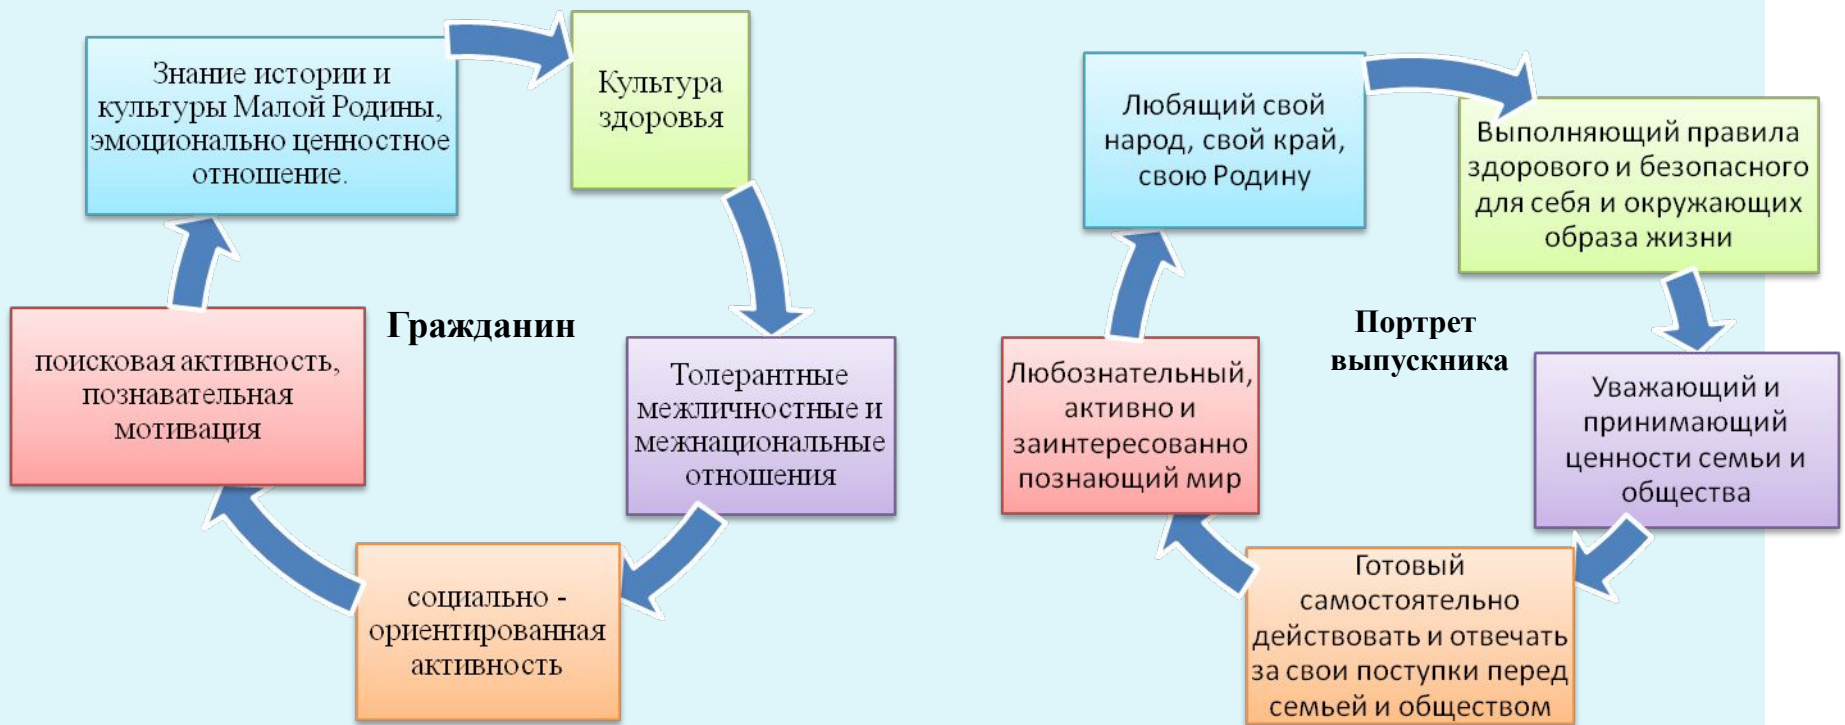 Знание истории и
культуры Малой Родины,
эмоционально ценностное
отношение.
Культура
здоровья
Толерантные
межличностные и
межнациональные
отношения
социально -
ориентированная
активность
поисковая активность,
познавательная
мотивация
Гражданин
Любящий свой
народ, свой край,
свою Родину
Выполняющий правила
здорового и безопасного
для себя и окружающих
образа жизни
Уважающий и
принимающий
ценности семьи и
общества
Готовый
самостоятельно
действовать и отвечать
за свои поступки перед
семьей и обществом
Любознательный,
активно и
заинтересованно
познающий мир
Портрет
выпускника